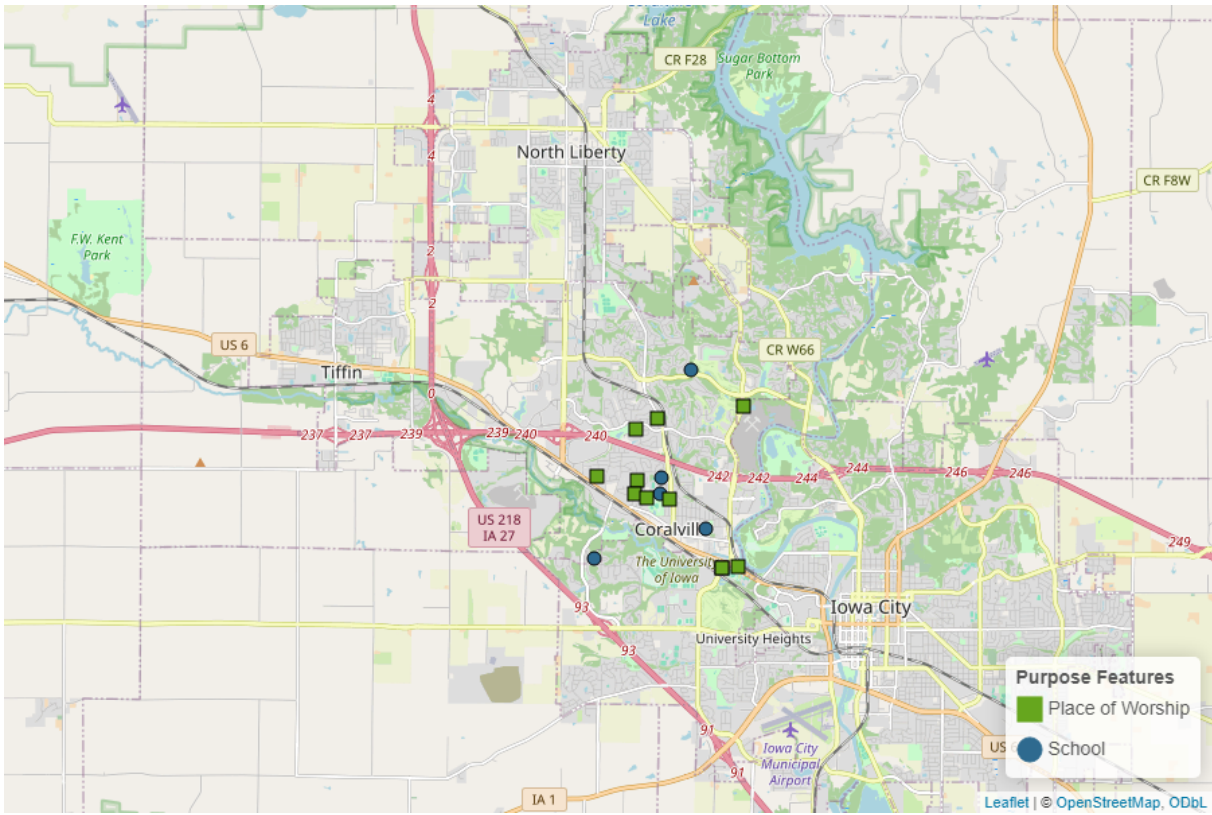 Lake
CR F28
Sugar Bottom
Park
4
North Liberty
4
CR F8W
F.W. Kent
Park
2
2
US 6
CR W66
Tiffin
0
237
237
239
239
240
240
242
242
244
244
246
246
US 218
IA 27
Coralvill
249
The University
of Iowa
93
Iowa City
University Heights
93
Purpose Features
Place of Worship
School
91
Iowa City
Municipal
Airport
US 6
91
IA 1
Leaflet | © OpenStreetMap, ODbL